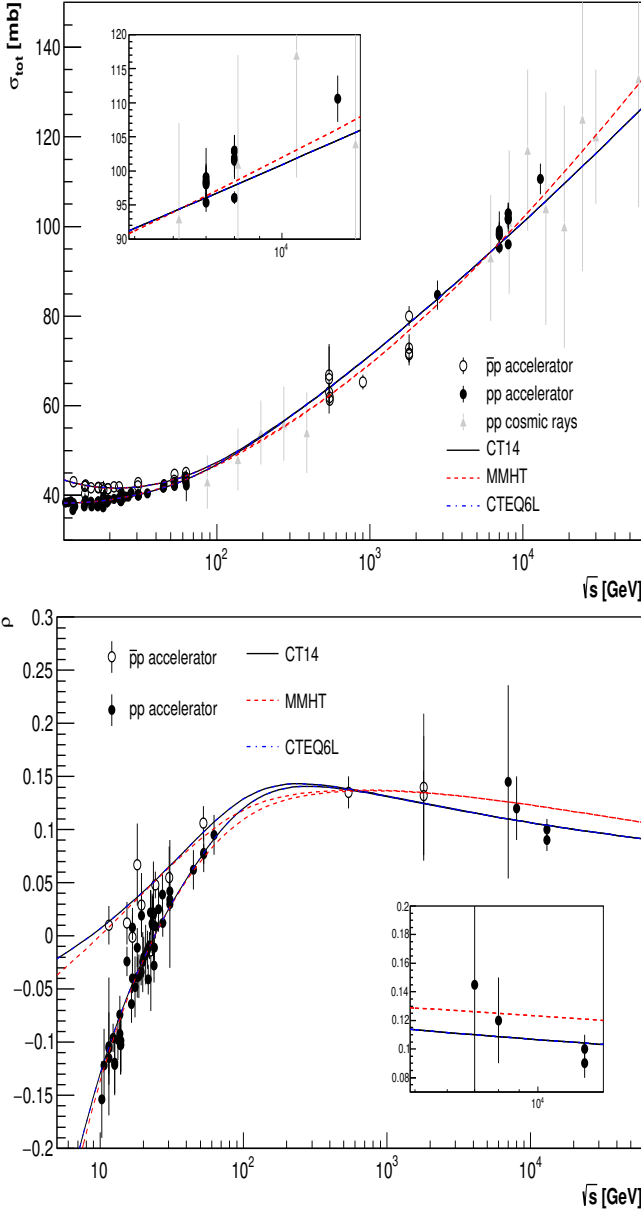 σtot [mb]
140
120
100
80
60
40
120
115
110
105
100
95
90
10^4
p̅p accelerator
pp accelerator
pp cosmic rays
CT14
MMHT
CTEQ6L
10^2 10^3 10^4
√s [GeV]
ρ
0.3
0.25
0.2
0.15
0.1
0.05
0
−0.05
−0.1
−0.15
−0.2
p̅p accelerator CT14
pp accelerator MMHT
CTEQ6L
0.2
0.18
0.16
0.14
0.12
0.1
0.08
10^4
10 10^2 10^3 10^4
√s [GeV]